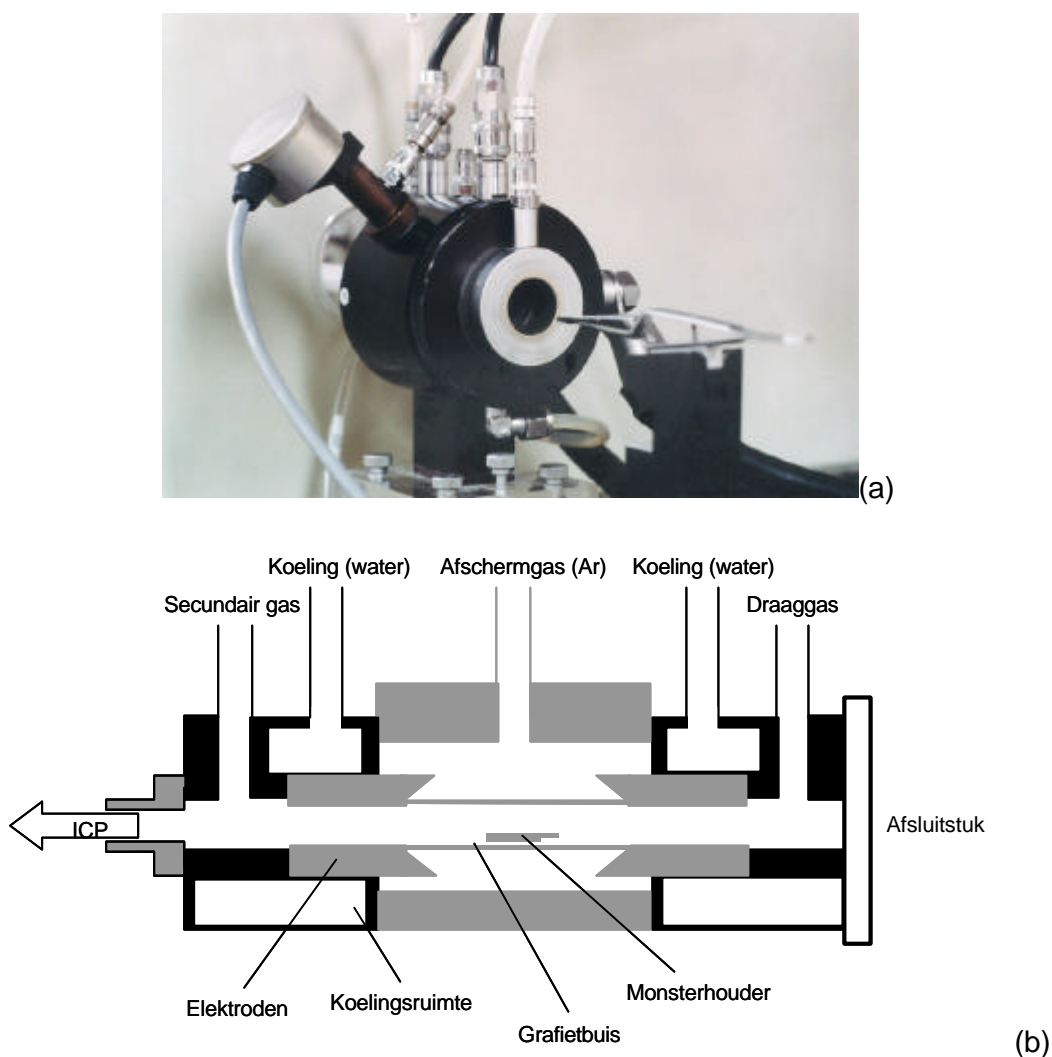 (a)
Koeling (water) Afschermgas (Ar) Koeling (water)
Secundair gas Draaggas
ICP
Afsluitstuk
Elektroden
Koelingsruimte
Grafietbuis
Monsterhouder
(b)